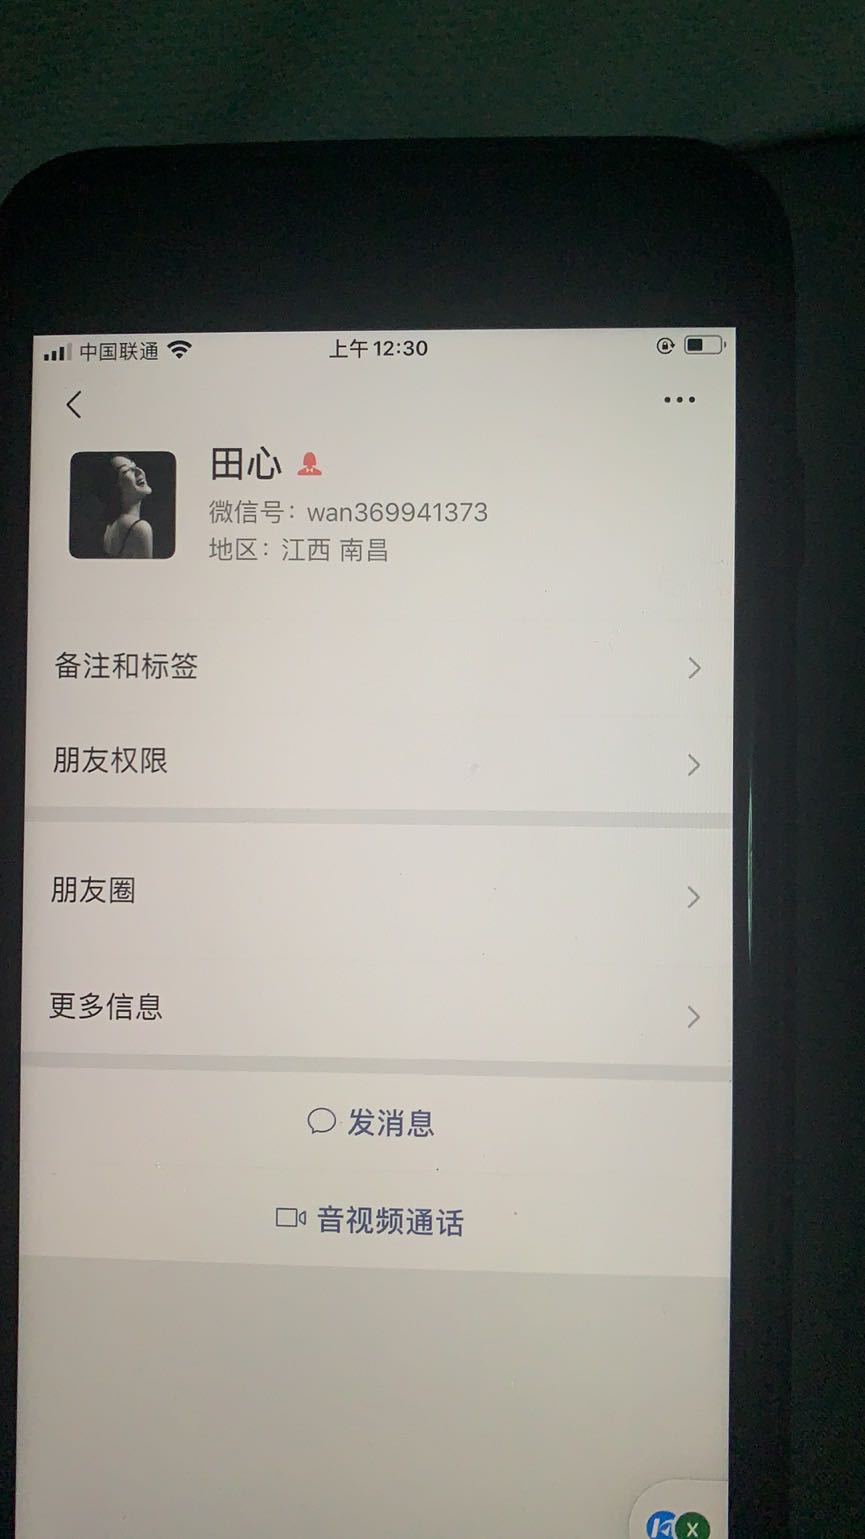 中国联通
上午12:30
田心
微信号：wan369941373
地区：江西 南昌
备注和标签
朋友权限
朋友圈
更多信息
发消息
音视频通话
X